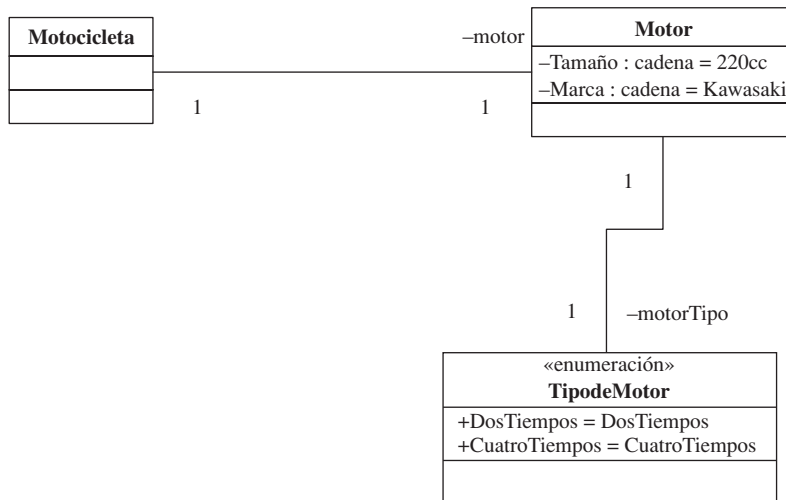 Motocicleta
–motor
Motor
–Tamaño : cadena = 220cc
–Marca : cadena = Kawasaki
1
1
1
1
–motorTipo
«enumeración»
TipodeMotor
+DosTiempos = DosTiempos
+CuatroTiempos = CuatroTiempos